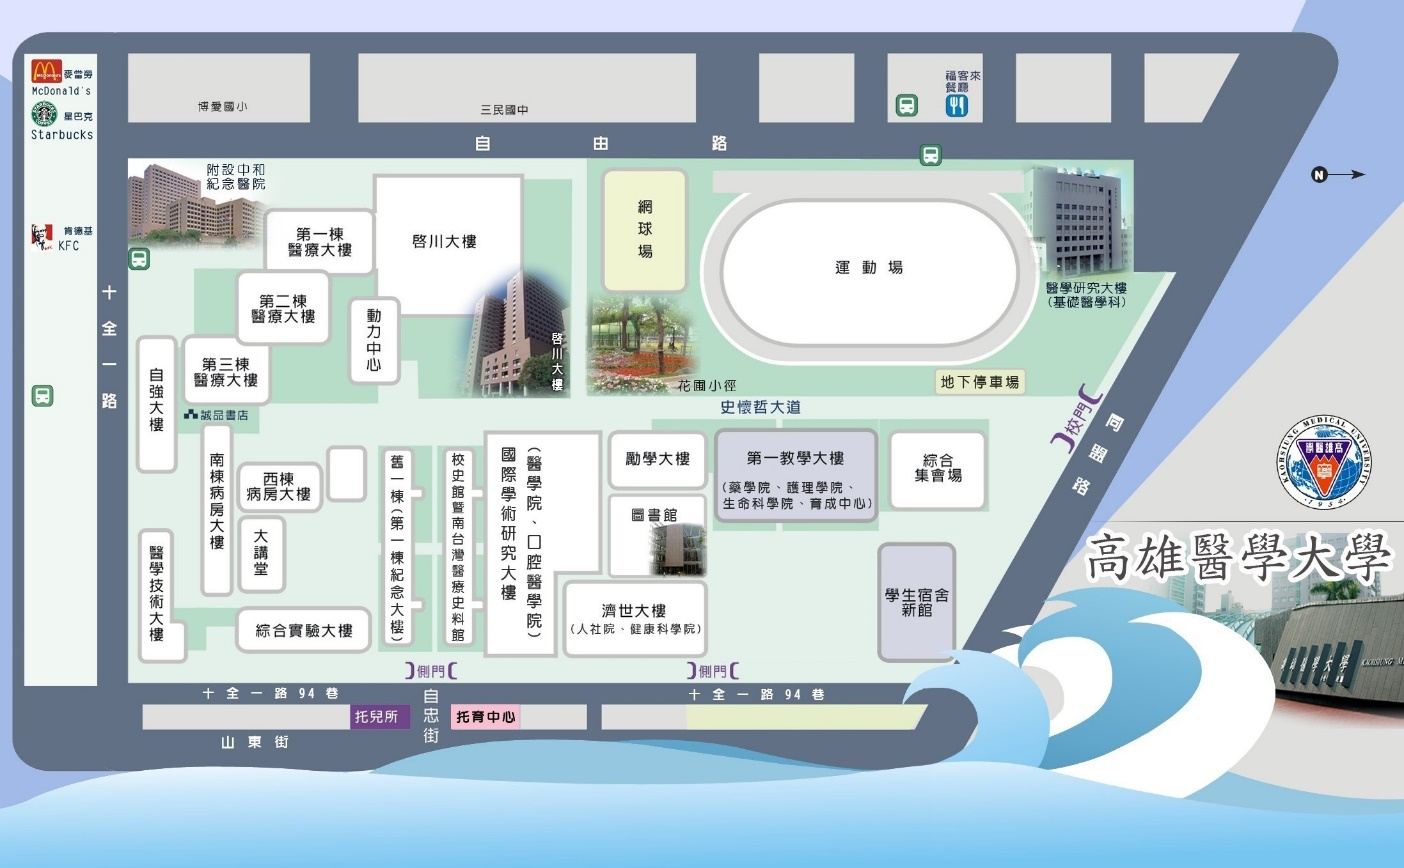 McDonald's
麥當勞
McDonald's
星巴克
Starbucks
肯德基
KFC
博愛國小
三民國中
福客來
餐廳
自由路
N
附設中和
紀念醫院
第一棟
醫療大樓
啓川大樓
網球場
運動場
醫學研究大樓
(基礎醫學科)
第二棟
醫療大樓
動力中心
啓川大樓
十全一路
自強大樓
第三棟
醫療大樓
花圃小徑
地下停車場
誠品書店
史懷哲大道
校門
同盟路
南棟病房大樓
西棟
病房大樓
大講堂
舊一棟(第一棟紀念大樓)
校史館暨南台灣醫療史料館
國際學術研究大樓
(醫學院、口腔醫學院)
勵學大樓
第一教學大樓
(藥學院、護理學院、
生命科學院、育成中心)
綜合
集會場
圖書館
醫學技術大樓
綜合實驗大樓
濟世大樓
(人社院、健康科學院)
學生宿舍
新館
側門
側門
十全一路94巷
自忠街
十全一路94巷
托兒所
托育中心
山東街
KAOHSIUNG MEDICAL UNIVERSITY
高雄醫學
1954
高雄醫學大學